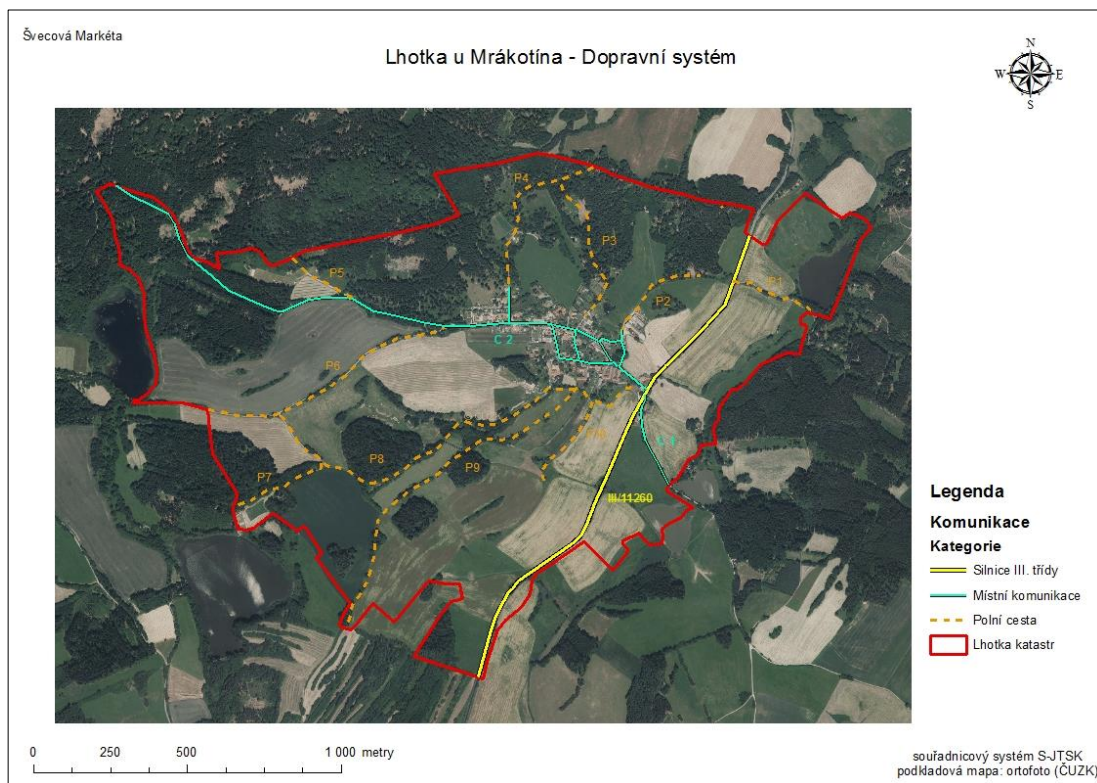 Švecová Markéta
Lhotka u Mrákotína - Dopravní systém
N
W E
S
P4
P3
P5
P2
P1
C 2
P6
P8
P9
P7
III/11260
Legenda
Komunikace
Kategorie
Silnice III. třídy
Místní komunikace
Polní cesta
Lhotka katastr
0 250 500 1 000 metry
souřadnicový systém S-JTSK
podkladová mapa: ortofoto (ČUZK)